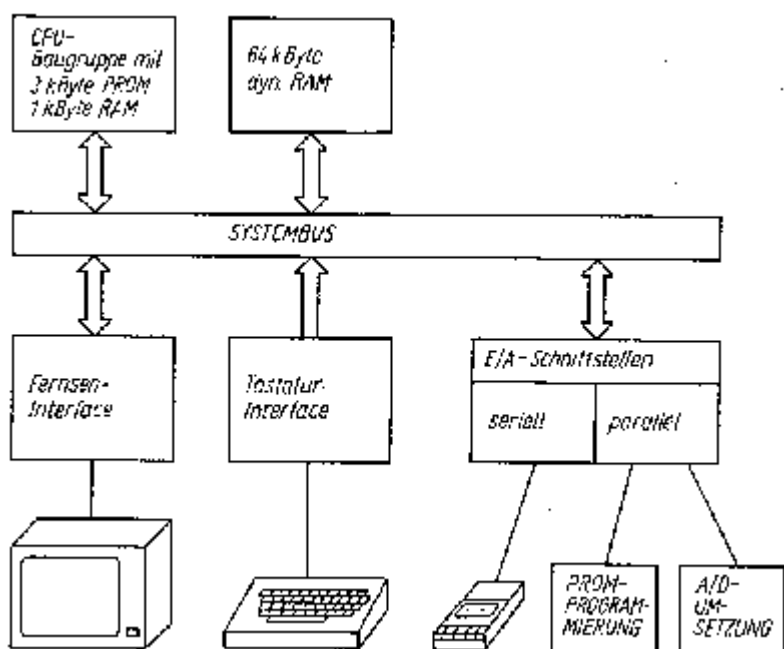 CPU-
Baugruppe mit
3 kByte PROM
1 kByte RAM
64 kByte
dyn. RAM
SYSTEMBUS
Fernseh-
Interface
Tastatur-
Interface
E/A-Schnittstellen
seriell
parallel
PROM-
PROGRAM-
MIERUNG
A/D-
UM-
SETZUNG